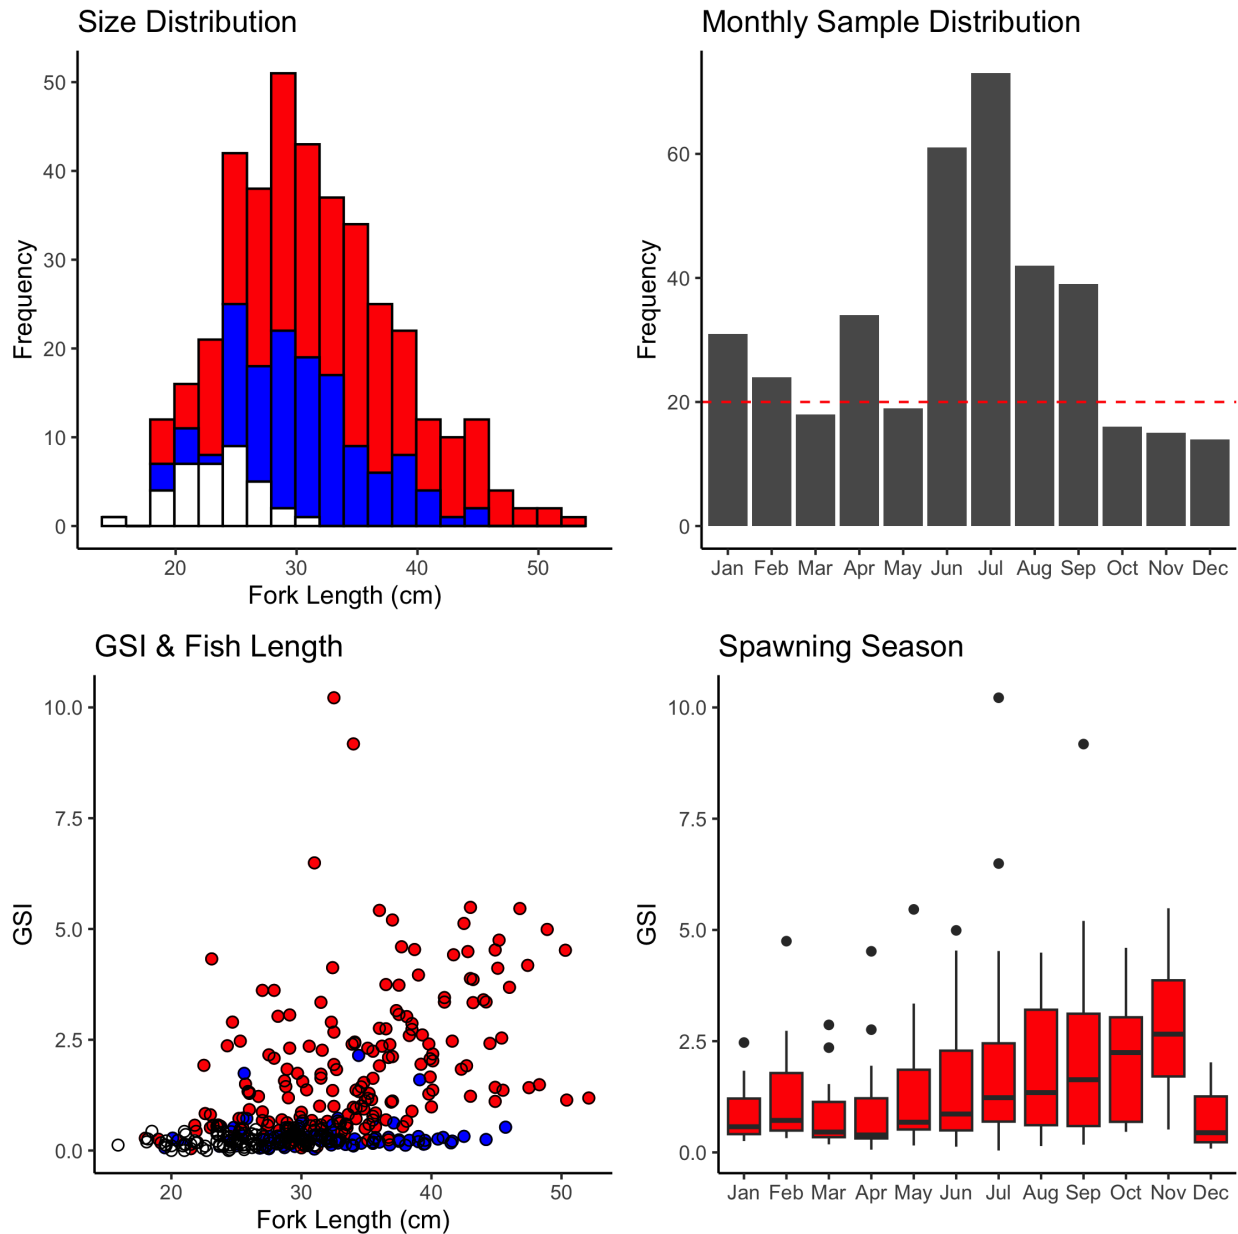 Size Distribution
Frequency
50
40
30
20
10
0
20 30 40 50
Fork Length (cm)
Monthly Sample Distribution
Frequency
60
40
20
0
Jan Feb Mar Apr May Jun Jul Aug Sep Oct Nov Dec
GSI & Fish Length
GSI
10.0
7.5
5.0
2.5
0.0
20 30 40 50
Fork Length (cm)
Spawning Season
GSI
10.0
7.5
5.0
2.5
0.0
Jan Feb Mar Apr May Jun Jul Aug Sep Oct Nov Dec